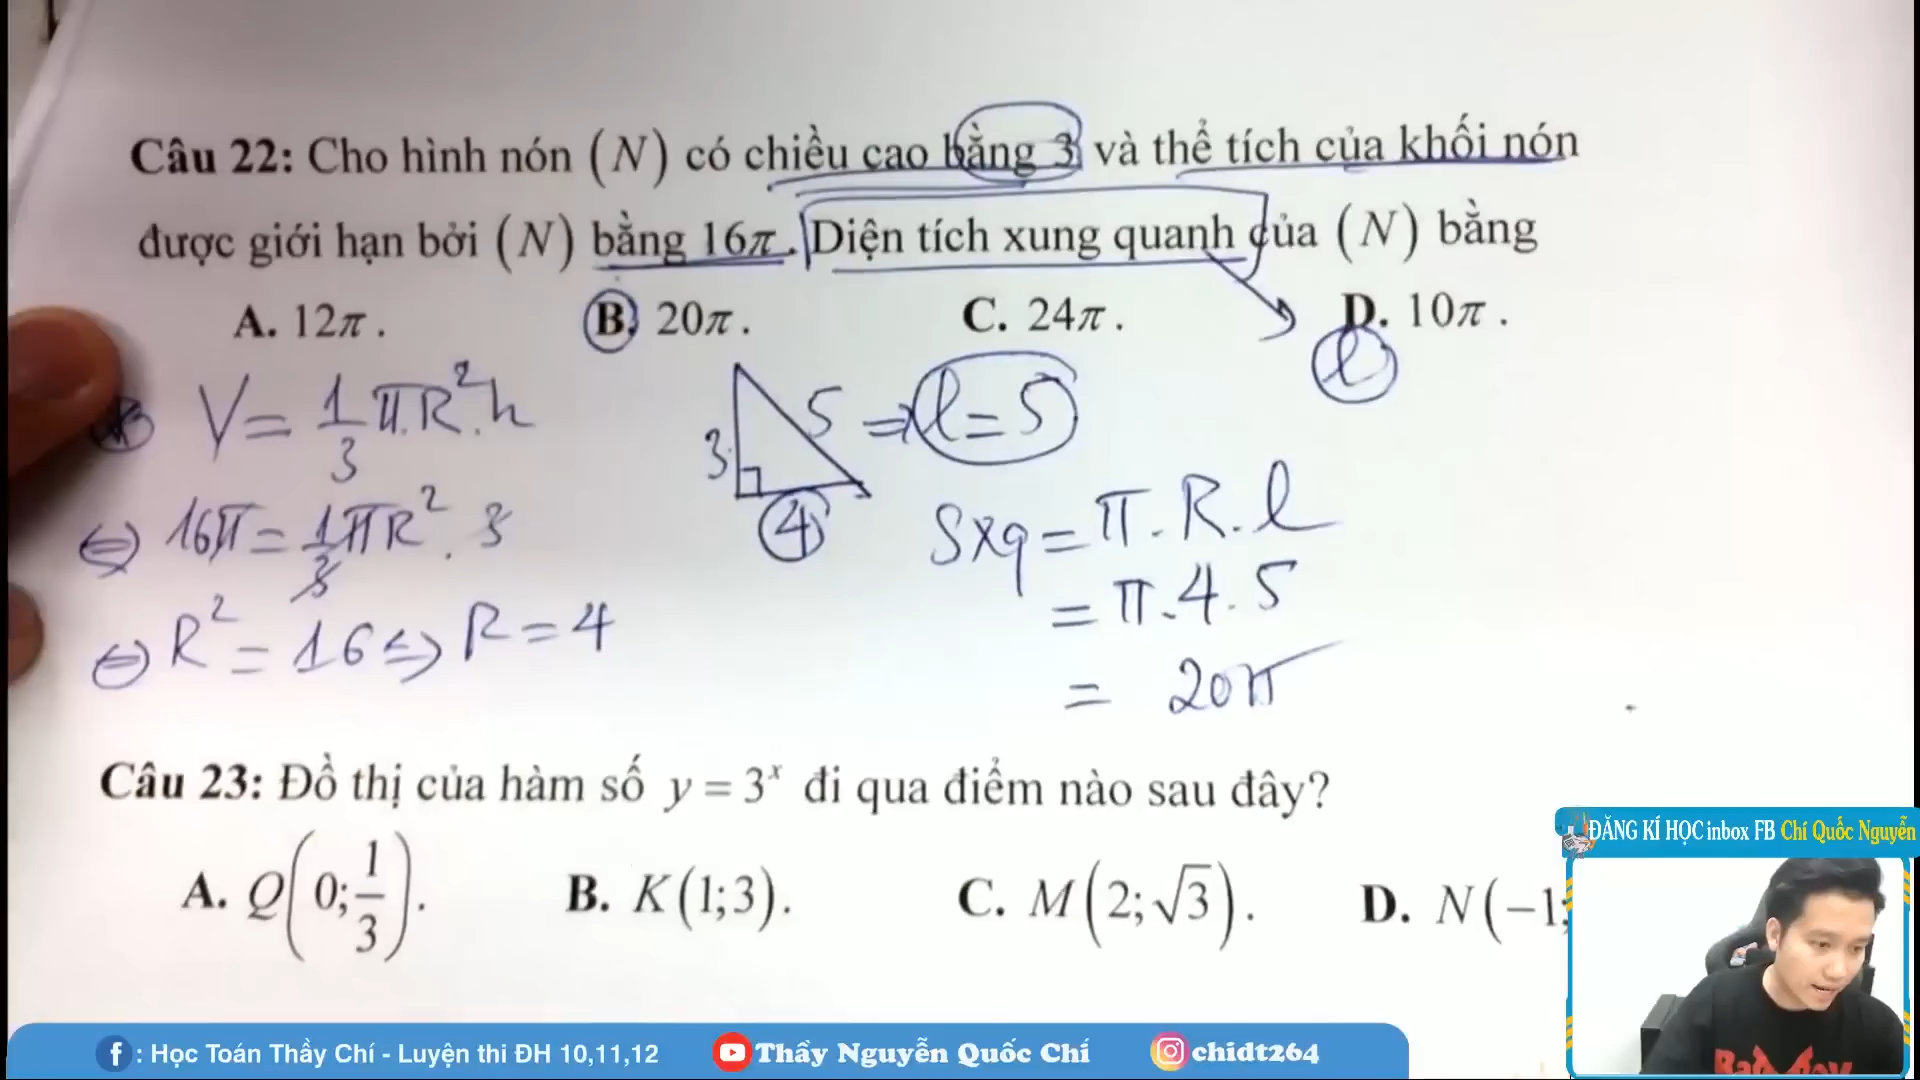 Câu 22: Cho hình nón (N) có chiều cao bằng 3 và thể tích của khối nón
được giới hạn bởi (N) bằng 16π. Diện tích xung quanh của (N) bằng
A. 12π. B. 20π. C. 24π. D. 10π.
l
V = 1/3 π.R².h
⇔ 16π = 1/3 πR². 3
⇔ R² = 16 ⇔ R = 4
3 5 ⇒ l = 5
4
Sxq = π.R.l
= π.4.5
= 20π
Câu 23: Đồ thị của hàm số y = 3ˣ đi qua điểm nào sau đây?
A. Q(0; 1/3). B. K(1;3). C. M(2;√3). D. N(−1;
ĐĂNG KÍ HỌC inbox FB Chí Quốc Nguyễn
: Học Toán Thầy Chí - Luyện thi ĐH 10,11,12
Thầy Nguyễn Quốc Chí
chidt264